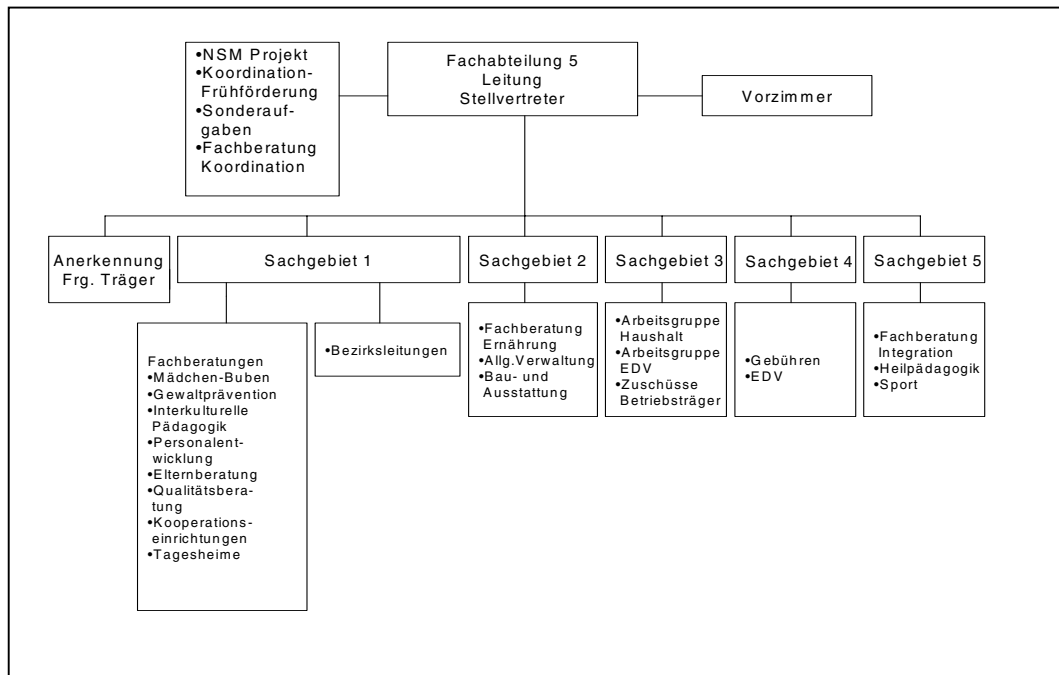 •NSM Projekt
•Koordination-
Frühförderung
•Sonderauf-
gaben
•Fachberatung
Koordination
Fachabteilung 5
Leitung
Stellvertreter
Vorzimmer
Anerkennung
Frg. Träger
Sachgebiet 1
Sachgebiet 2
Sachgebiet 3
Sachgebiet 4
Sachgebiet 5
Fachberatungen
•Mädchen-Buben
•Gewaltprävention
•Interkulturelle
Pädagogik
•Personalent-
wicklung
•Elternberatung
•Qualitätsbera-
tung
•Kooperations-
einrichtungen
•Tagesheime
•Bezirksleitungen
•Fachberatung
Ernährung
•Allg.Verwaltung
•Bau- und
Ausstattung
•Arbeitsgruppe
Haushalt
•Arbeitsgruppe
EDV
•Zuschüsse
Betriebsträger
•Gebühren
•EDV
•Fachberatung
Integration
•Heilpädagogik
•Sport